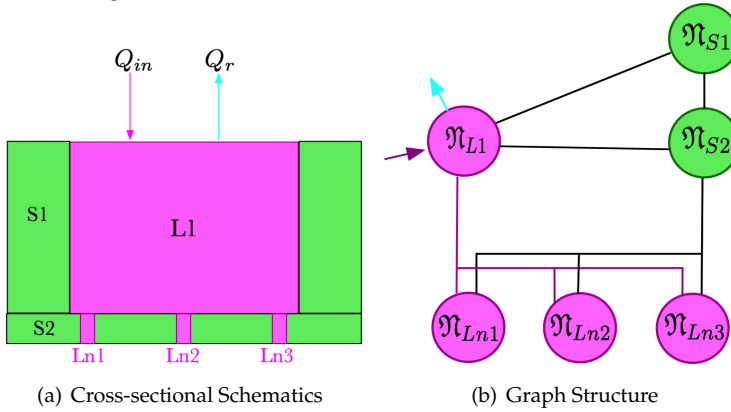 Q_in Q_r
S1
L1
S2
Ln1 Ln2 Ln3
(a) Cross-sectional Schematics
𝔑_S1
𝔑_L1
𝔑_S2
𝔑_Ln1 𝔑_Ln2 𝔑_Ln3
(b) Graph Structure